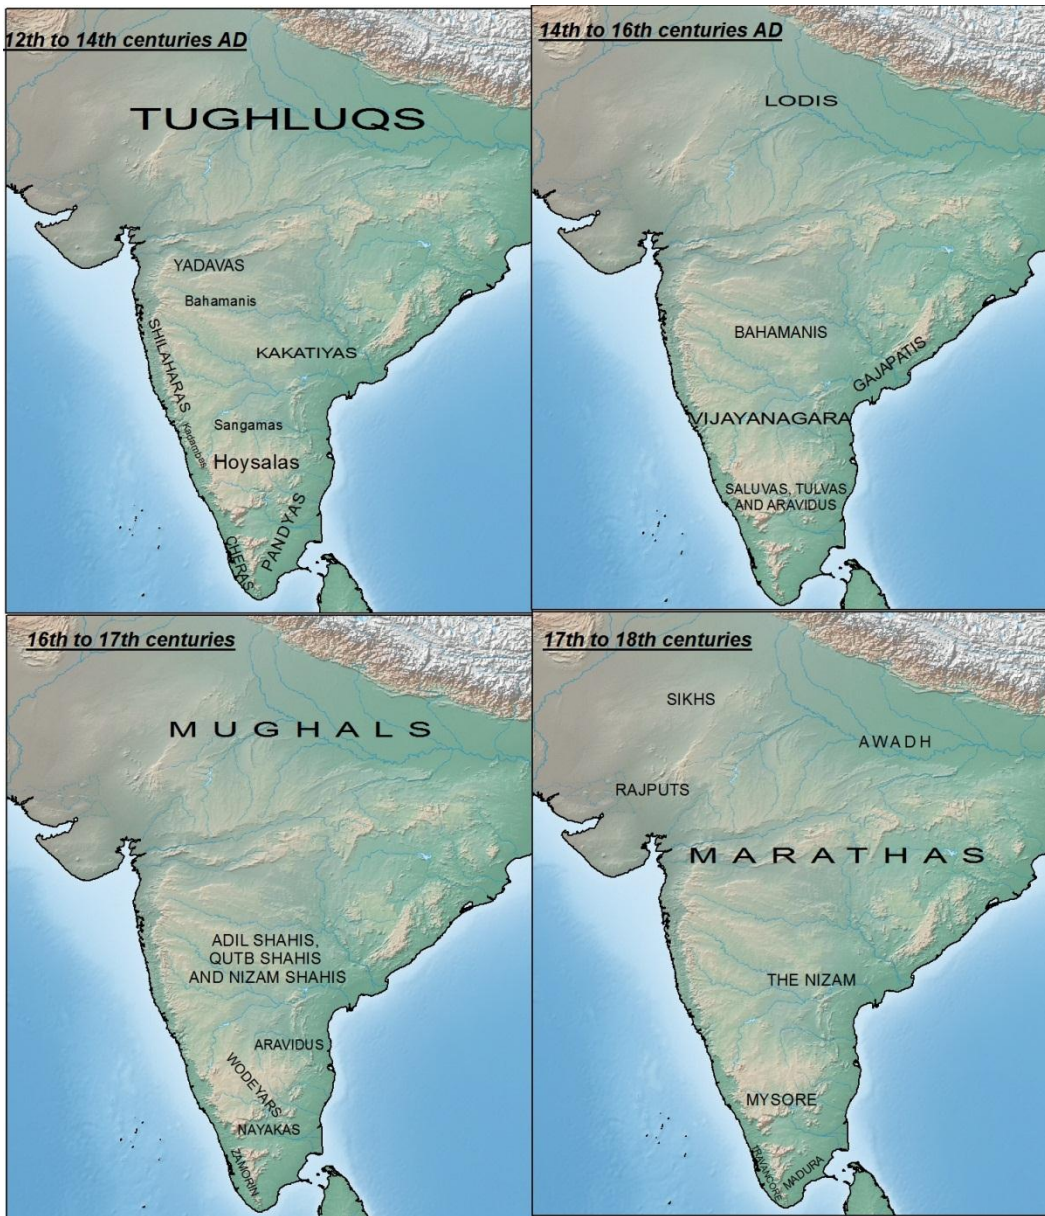 12th to 14th centuries AD
TUGHLUQS
YADAVAS
Bahamanis
SHILAHARAS
KAKATIYAS
Kadambas
Sangamas
Hoysalas
PANDYAS
CHERAS
14th to 16th centuries AD
LODIS
BAHAMANIS
GAJAPATIS
VIJAYANAGARA
SALUVAS, TULVAS
AND ARAVIDUS
16th to 17th centuries
MUGHALS
ADIL SHAHIS,
QUTB SHAHIS
AND NIZAM SHAHIS
ARAVIDUS
WODEYARS
NAYAKAS
ZAMORIN
17th to 18th centuries
SIKHS
AWADH
RAJPUTS
MARATHAS
THE NIZAM
MYSORE
TRAVANCORE
MADURA